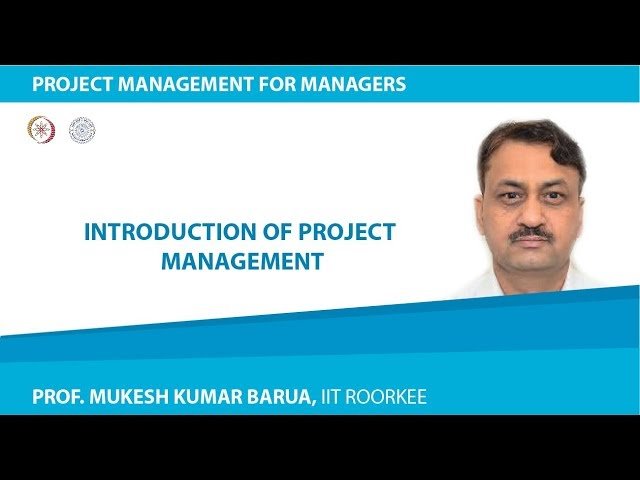 PROJECT MANAGEMENT FOR MANAGERS
INTRODUCTION OF PROJECT
MANAGEMENT
PROF. MUKESH KUMAR BARUA, IIT ROORKEE